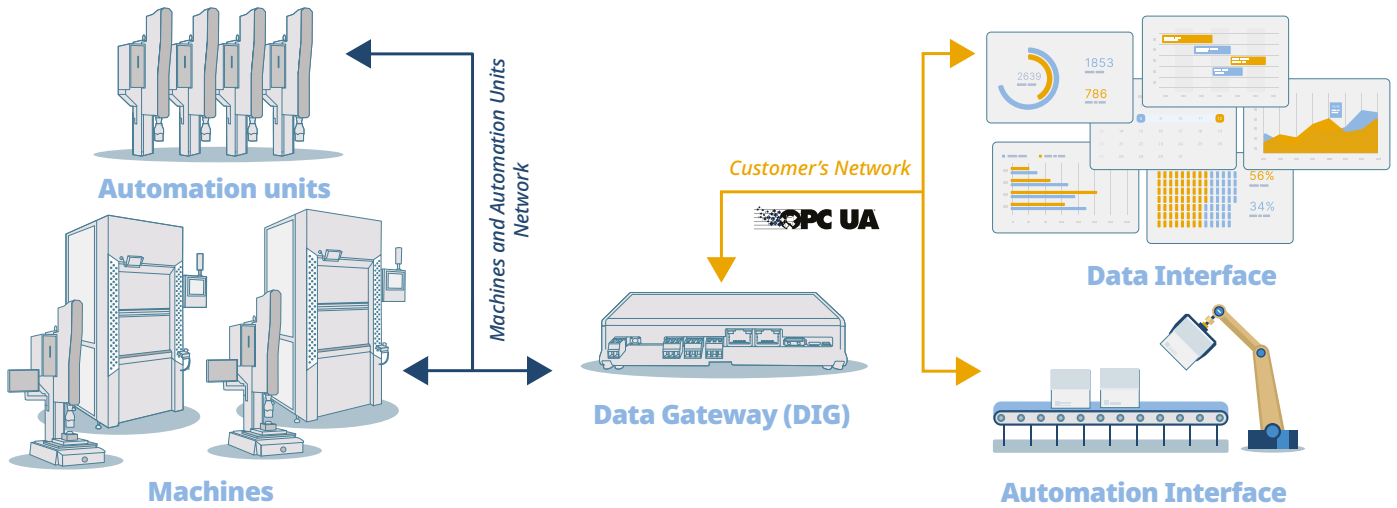 Automation units
Machines
Machines and Automation Units
Network
Customer's Network
OPC UA
Data Gateway (DIG)
2639
1853
786
56%
34%
Data Interface
Automation Interface